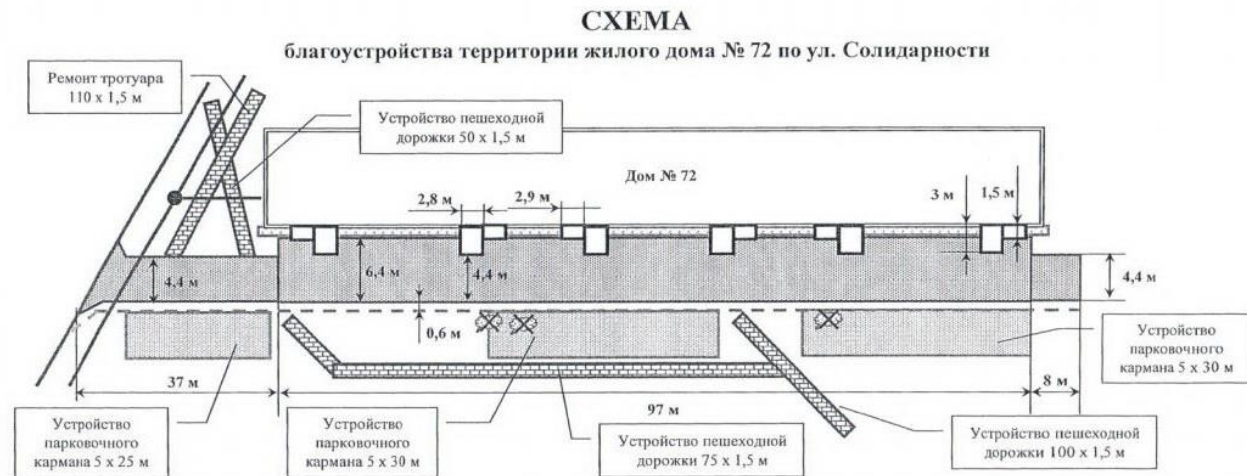 СХЕМА
благоустройства территории жилого дома № 72 по ул. Солидарности
Ремонт тротуара
110 х 1,5 м
Устройство пешеходной
дорожки 50 х 1,5 м
Дом № 72
2,8 м
2,9 м
3 м
1,5 м
4,4 м
6,4 м
4,4 м
4,4 м
0,6 м
37 м
97 м
8 м
Устройство
парковочного
кармана 5 х 30 м
Устройство
парковочного
кармана 5 х 25 м
Устройство
парковочного
кармана 5 х 30 м
Устройство пешеходной
дорожки 75 х 1,5 м
Устройство пешеходной
дорожки 100 х 1,5 м